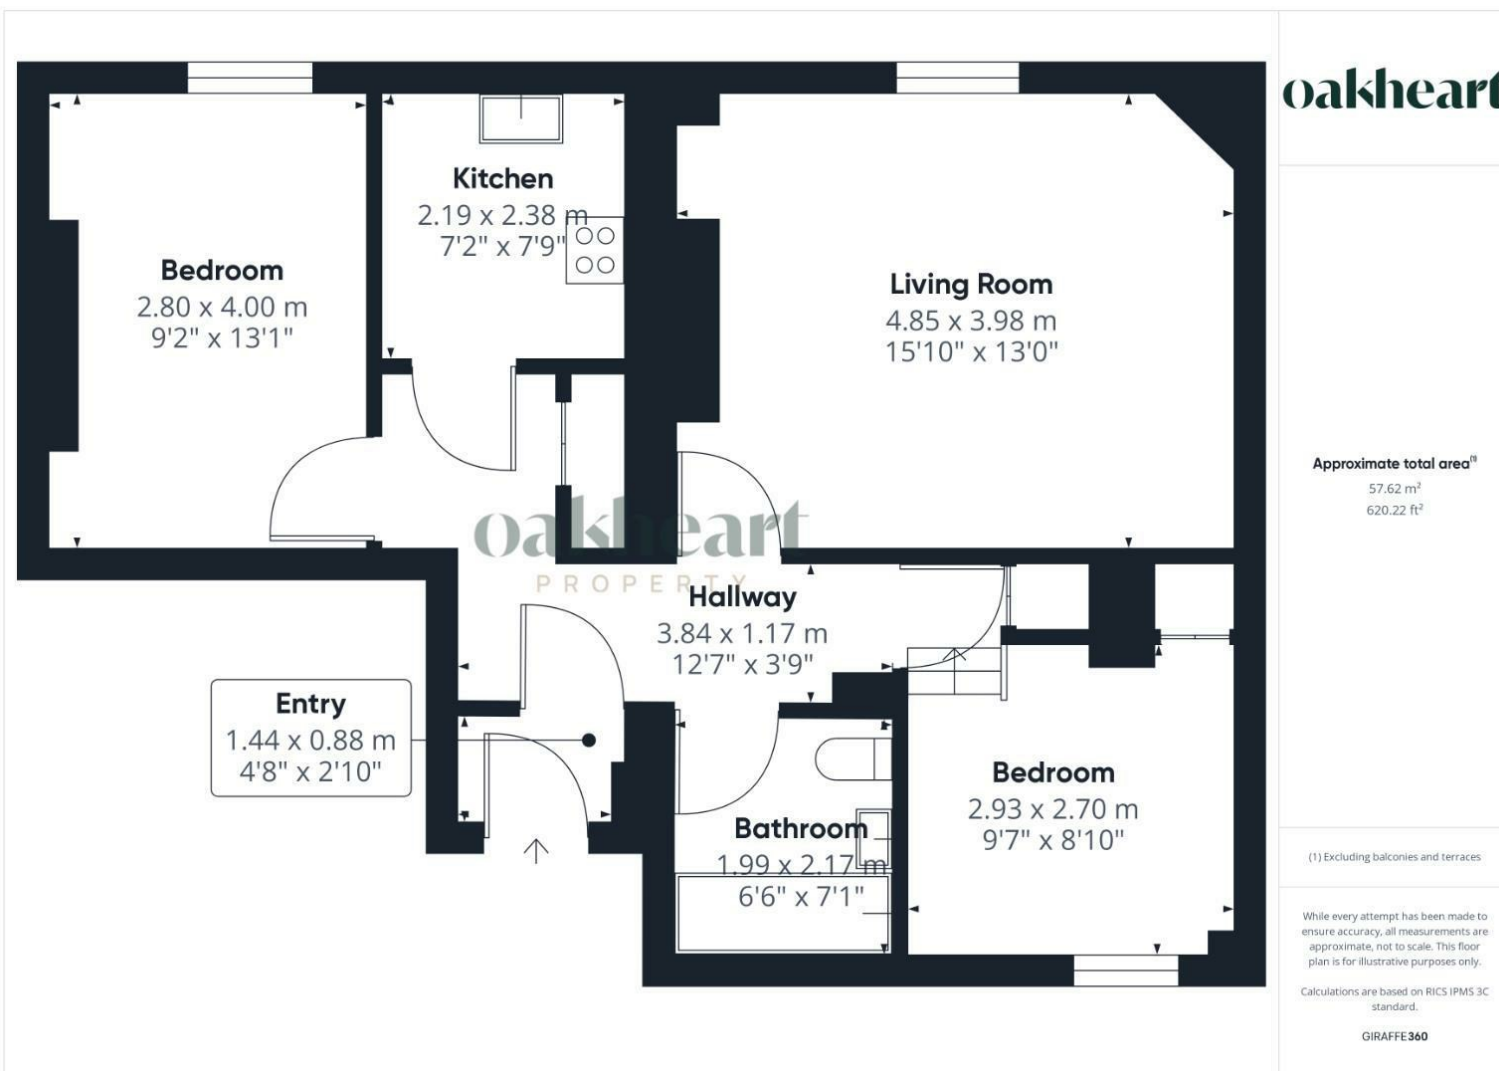 Bedroom
2.80 x 4.00 m
9'2" x 13'1"
Kitchen
2.19 x 2.38 m
7'2" x 7'9"
Living Room
4.85 x 3.98 m
15'10" x 13'0"
oakheart
PROPERTY
Hallway
3.84 x 1.17 m
12'7" x 3'9"
Entry
1.44 x 0.88 m
4'8" x 2'10"
Bathroom
1.99 x 2.17 m
6'6" x 7'1"
Bedroom
2.93 x 2.70 m
9'7" x 8'10"
oakheart
Approximate total area(1)
57.62 m²
620.22 ft²
(1) Excluding balconies and terraces
While every attempt has been made to
ensure accuracy, all measurements are
approximate, not to scale. This floor
plan is for illustrative purposes only.
Calculations are based on RICS IPMS 3C
standard.
GIRAFFE360